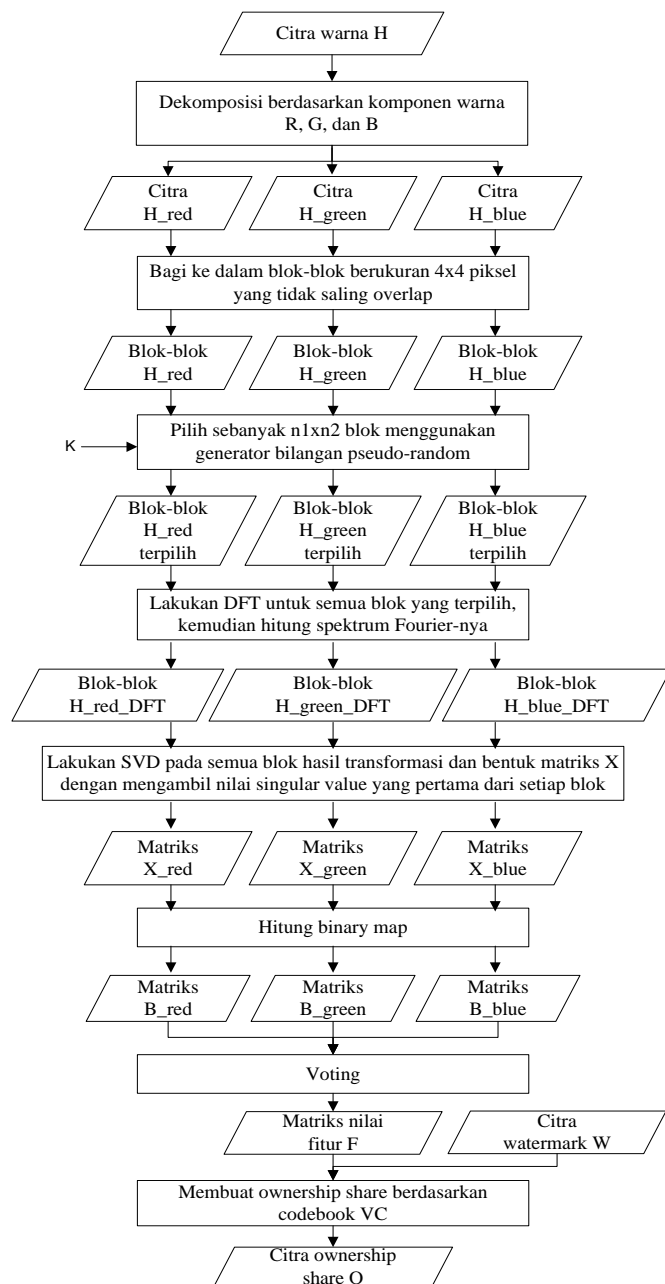 Citra warna H
Dekomposisi berdasarkan komponen warna
R, G, dan B
Citra
H_red
Citra
H_green
Citra
H_blue
Bagi ke dalam blok-blok berukuran 4x4 piksel
yang tidak saling overlap
Blok-blok
H_red
Blok-blok
H_green
Blok-blok
H_blue
K
Pilih sebanyak n1xn2 blok menggunakan
generator bilangan pseudo-random
Blok-blok
H_red
terpilih
Blok-blok
H_green
terpilih
Blok-blok
H_blue
terpilih
Lakukan DFT untuk semua blok yang terpilih,
kemudian hitung spektrum Fourier-nya
Blok-blok
H_red_DFT
Blok-blok
H_green_DFT
Blok-blok
H_blue_DFT
Lakukan SVD pada semua blok hasil transformasi dan bentuk matriks X
dengan mengambil nilai singular value yang pertama dari setiap blok
Matriks
X_red
Matriks
X_green
Matriks
X_blue
Hitung binary map
Matriks
B_red
Matriks
B_green
Matriks
B_blue
Voting
Matriks nilai
fitur F
Citra
watermark W
Membuat ownership share berdasarkan
codebook VC
Citra ownership
share O